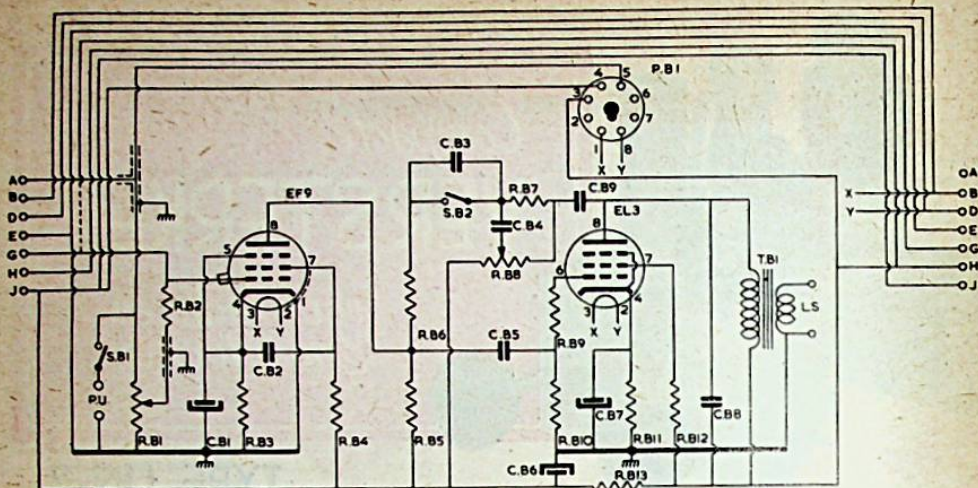 P.B1
4 5
3 6
2 7
1 8
X Y
A
B
D
E
G
H
J
X
Y
A
B
D
E
G
H
J
C.B3
S.B2
R.B7
C.B9
C.B4
R.B8
EF9
8
5
7
4
3
2
1
X Y
EL3
8
6
7
3
2
4
X Y
T.B1
L.S
R.B2
S.B1
P.U.
R.B1
C.B1
C.B2
R.B3
R.B4
R.B6
R.B5
C.B5
R.B9
R.B10
C.B7
R.B11
R.B12
C.B8
C.B6
R.B13